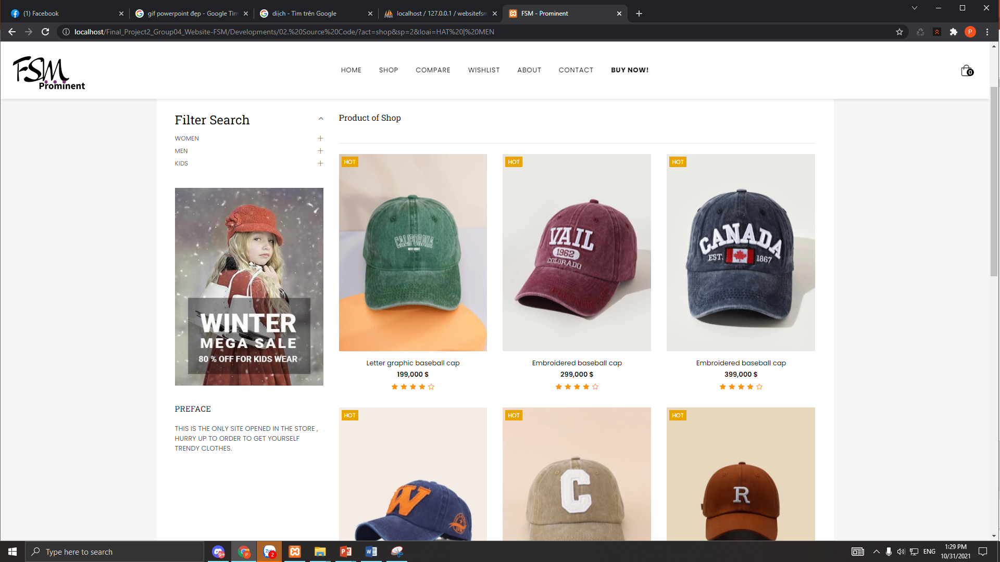 (1) Facebook
gif powerpoint đẹp - Google Tìm
diịch - Tìm trên Google
localhost / 127.0.0.1 / websitefsm
FSM - Prominent
localhost/Final_Project2_Group04_Website-FSM/Developments/02.%20Source%20Code/?act=shop&sp=2&loai=HAT%20|%20MEN
P
FSM
Prominent
HOME
SHOP
COMPARE
WISHLIST
ABOUT
CONTACT
BUY NOW!
0
Filter Search
WOMEN
MEN
KIDS
WINTER
MEGA SALE
80 % OFF FOR KIDS WEAR
PREFACE
THIS IS THE ONLY SITE OPENED IN THE STORE ,
HURRY UP TO ORDER TO GET YOURSELF
TRENDY CLOTHES.
Product of Shop
HOT
CALIFORNIA
WEST COAST
Letter graphic baseball cap
199,000 $
HOT
VAIL
1962
COLORADO
Embroidered baseball cap
299,000 $
HOT
CANADA
EST. 1867
Embroidered baseball cap
399,000 $
HOT
W
HOT
C
HOT
R
Type here to search
9+
P
Zalo
2
ENG
1:29 PM
10/31/2021